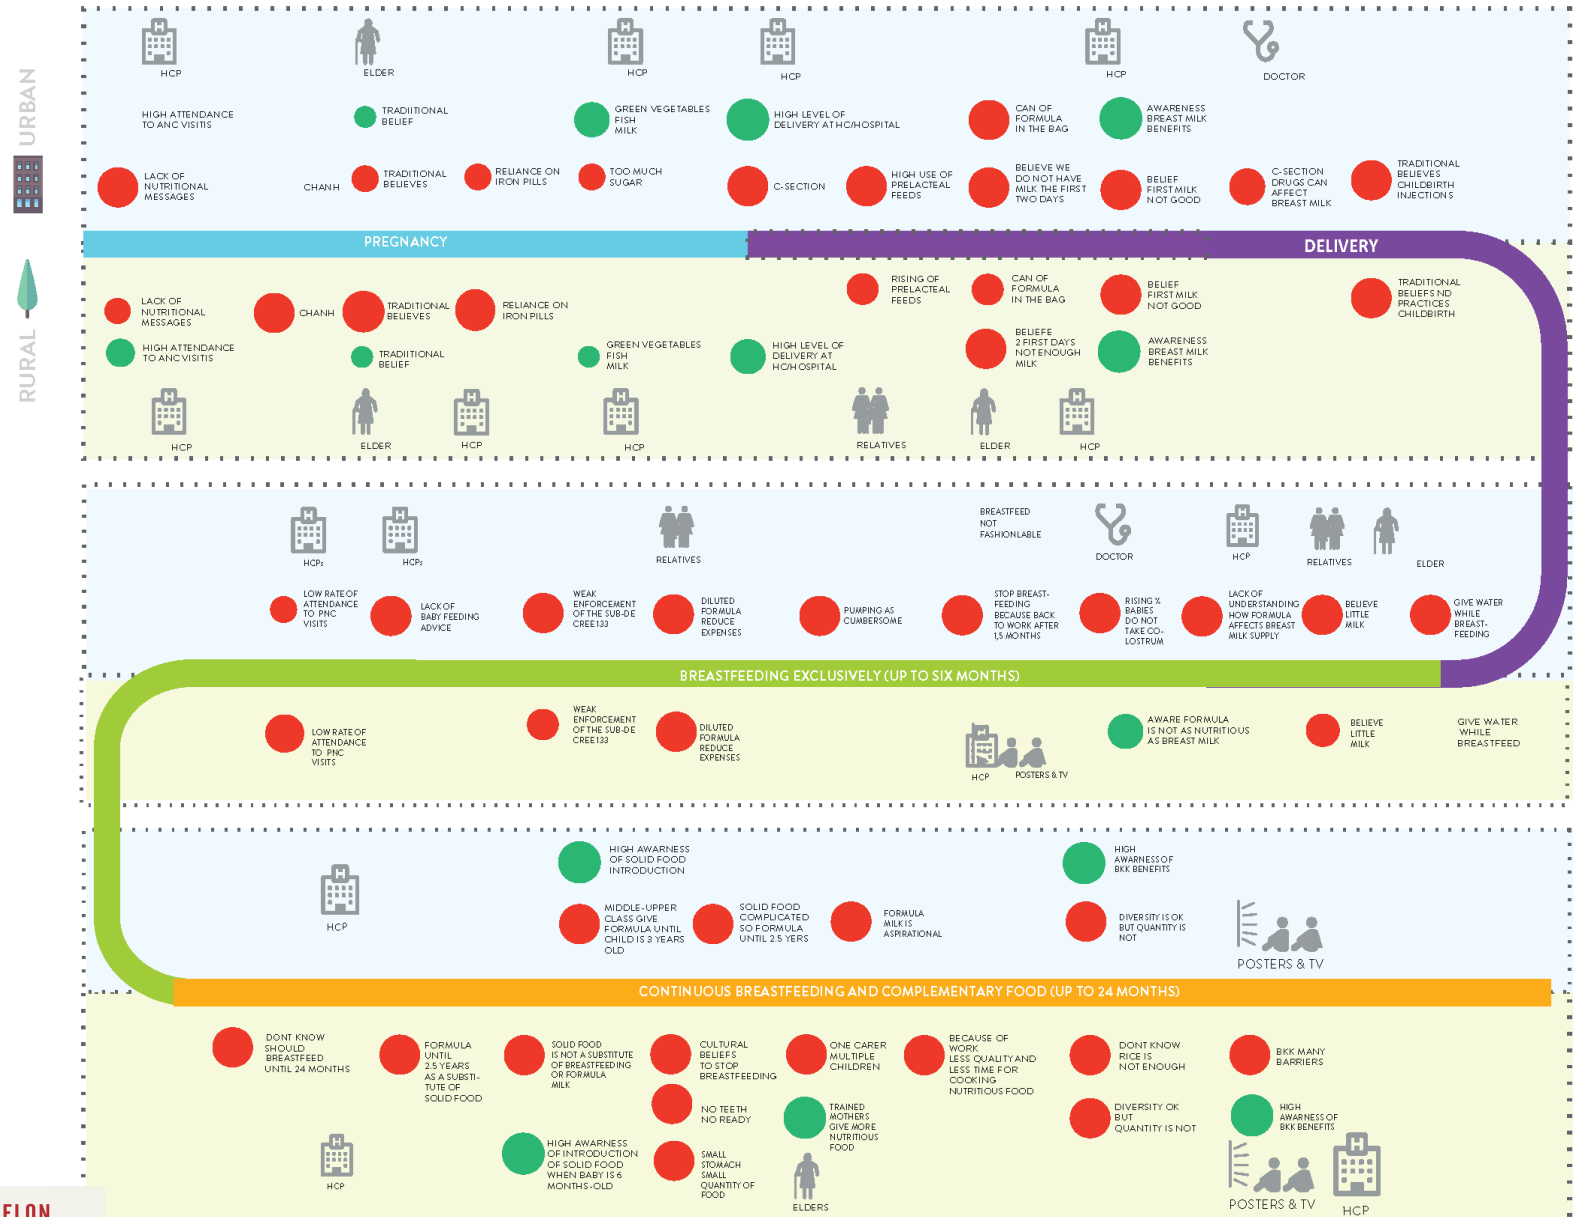 URBAN
RURAL
HCP
ELDER
HCP
HCP
HCP
DOCTOR
HIGH ATTENDANCE
TO ANC VISITIS
TRADIITIONAL
BELIEF
GREEN VEGETABLES
FISH
MILK
HIGH LEVEL OF
DELIVERY AT HC/HOSPITAL
CAN OF
FORMULA
IN THE BAG
AWARENESS
BREAST MILK
BENEFITS
LACK OF
NUTRITIONAL
MESSAGES
CHANH
TRADITIONAL
BELIEVES
RELIANCE ON
IRON PILLS
TOO MUCH
SUGAR
C-SECTION
HIGH USE OF
PRELACTEAL
FEEDS
BELIEVE WE
DO NOT HAVE
MILK THE FIRST
TWO DAYS
BELIEF
FIRST MILK
NOT GOOD
C-SECTION
DRUGS CAN
AFFECT
BREAST MILK
TRADITIONAL
BELIEVES
CHILDBIRTH
INJECTIONS
PREGNANCY
DELIVERY
LACK OF
NUTRITIONAL
MESSAGES
CHANH
TRADITIONAL
BELIEVES
RELIANCE ON
IRON PILLS
RISING OF
PRELACTEAL
FEEDS
CAN OF
FORMULA
IN THE BAG
BELIEF
FIRST MILK
NOT GOOD
TRADITIONAL
BELIEFS ND
PRACTICES
CHILDBIRTH
HIGH ATTENDANCE
TO ANC VISITIS
TRADIITIONAL
BELIEF
GREEN VEGETABLES
FISH
MILK
HIGH LEVEL OF
DELIVERY AT
HC/HOSPITAL
BELIEFE
2 FIRST DAYS
NOT ENOUGH
MILK
AWARENESS
BREAST MILK
BENEFITS
HCP
ELDER
HCP
HCP
RELATIVES
ELDER
HCP
HCPs
HCPs
RELATIVES
BREASTFEED
NOT
FASHIONLABLE
DOCTOR
HCP
RELATIVES
ELDER
LOW RATE OF
ATTENDANCE
TO PNC
VISITS
LACK OF
BABY FEEDING
ADVICE
WEAK
ENFORCEMENT
OF THE SUB-DE
CREE 133
DILUTED
FORMULA
REDUCE
EXPENSES
PUMPING AS
CUMBERSOME
STOP BREAST-
FEEDING
BECAUSE BACK
TO WORK AFTER
1,5 MONTHS
RISING %
BABIES
DO NOT
TAKE CO-
LOSTRUM
LACK OF
UNDERSTANDING
HOW FORMULA
AFFECTS BREAST
MILK SUPPLY
BELIEVE
LITTLE
MILK
GIVE WATER
WHILE
BREAST-
FEEDING
BREASTFEEDING EXCLUSIVELY (UP TO SIX MONTHS)
LOW RATE OF
ATTENDANCE
TO PNC
VISITS
WEAK
ENFORCEMENT
OF THE SUB-DE
CREE 133
DILUTED
FORMULA
REDUCE
EXPENSES
HCP
POSTERS & TV
AWARE FORMULA
IS NOT AS NUTRITIOUS
AS BREAST MILK
BELIEVE
LITTLE
MILK
GIVE WATER
WHILE
BREASTFEED
HCP
HIGH AWARNESS
OF SOLID FOOD
INTRODUCTION
HIGH
AWARNESS OF
BKK BENEFITS
MIDDLE-UPPER
CLASS GIVE
FORMULA UNTIL
CHILD IS 3 YEARS
OLD
SOLID FOOD
COMPLICATED
SO FORMULA
UNTIL 2.5 YERS
FORMULA
MILK IS
ASPIRATIONAL
DIVERSITY IS OK
BUT QUANTITY IS
NOT
POSTERS & TV
CONTINUOUS BREASTFEEDING AND COMPLEMENTARY FOOD (UP TO 24 MONTHS)
DONT KNOW
SHOULD
BREASTFEED
UNTIL 24 MONTHS
FORMULA
UNTIL
2.5 YEARS
AS A SUBSTI-
TUTE OF
SOLID FOOD
SOLID FOOD
IS NOT A SUBSTITUTE
OF BREASTFEEDING
OR FORMULA
MILK
CULTURAL
BELIEFS
TO STOP
BREASTFEEDING
ONE CARER
MULTIPLE
CHILDREN
BECAUSE OF
WORK
LESS QUALITY AND
LESS TIME FOR
COOKING
NUTRITIOUS FOOD
DONT KNOW
RICE IS
NOT ENOUGH
BKK MANY
BARRIERS
NO TEETH
NO READY
TRAINED
MOTHERS
GIVE MORE
NUTRITIOUS
FOOD
DIVERSITY OK
BUT
QUANTITY IS NOT
HIGH
AWARNESS OF
BKK BENEFITS
HCP
HIGH AWARNESS
OF INTRODUCTION
OF SOLID FOOD
WHEN BABY IS 6
MONTHS-OLD
SMALL
STOMACH
SMALL
QUANTITY OF
FOOD
ELDERS
POSTERS & TV
HCP
ELON